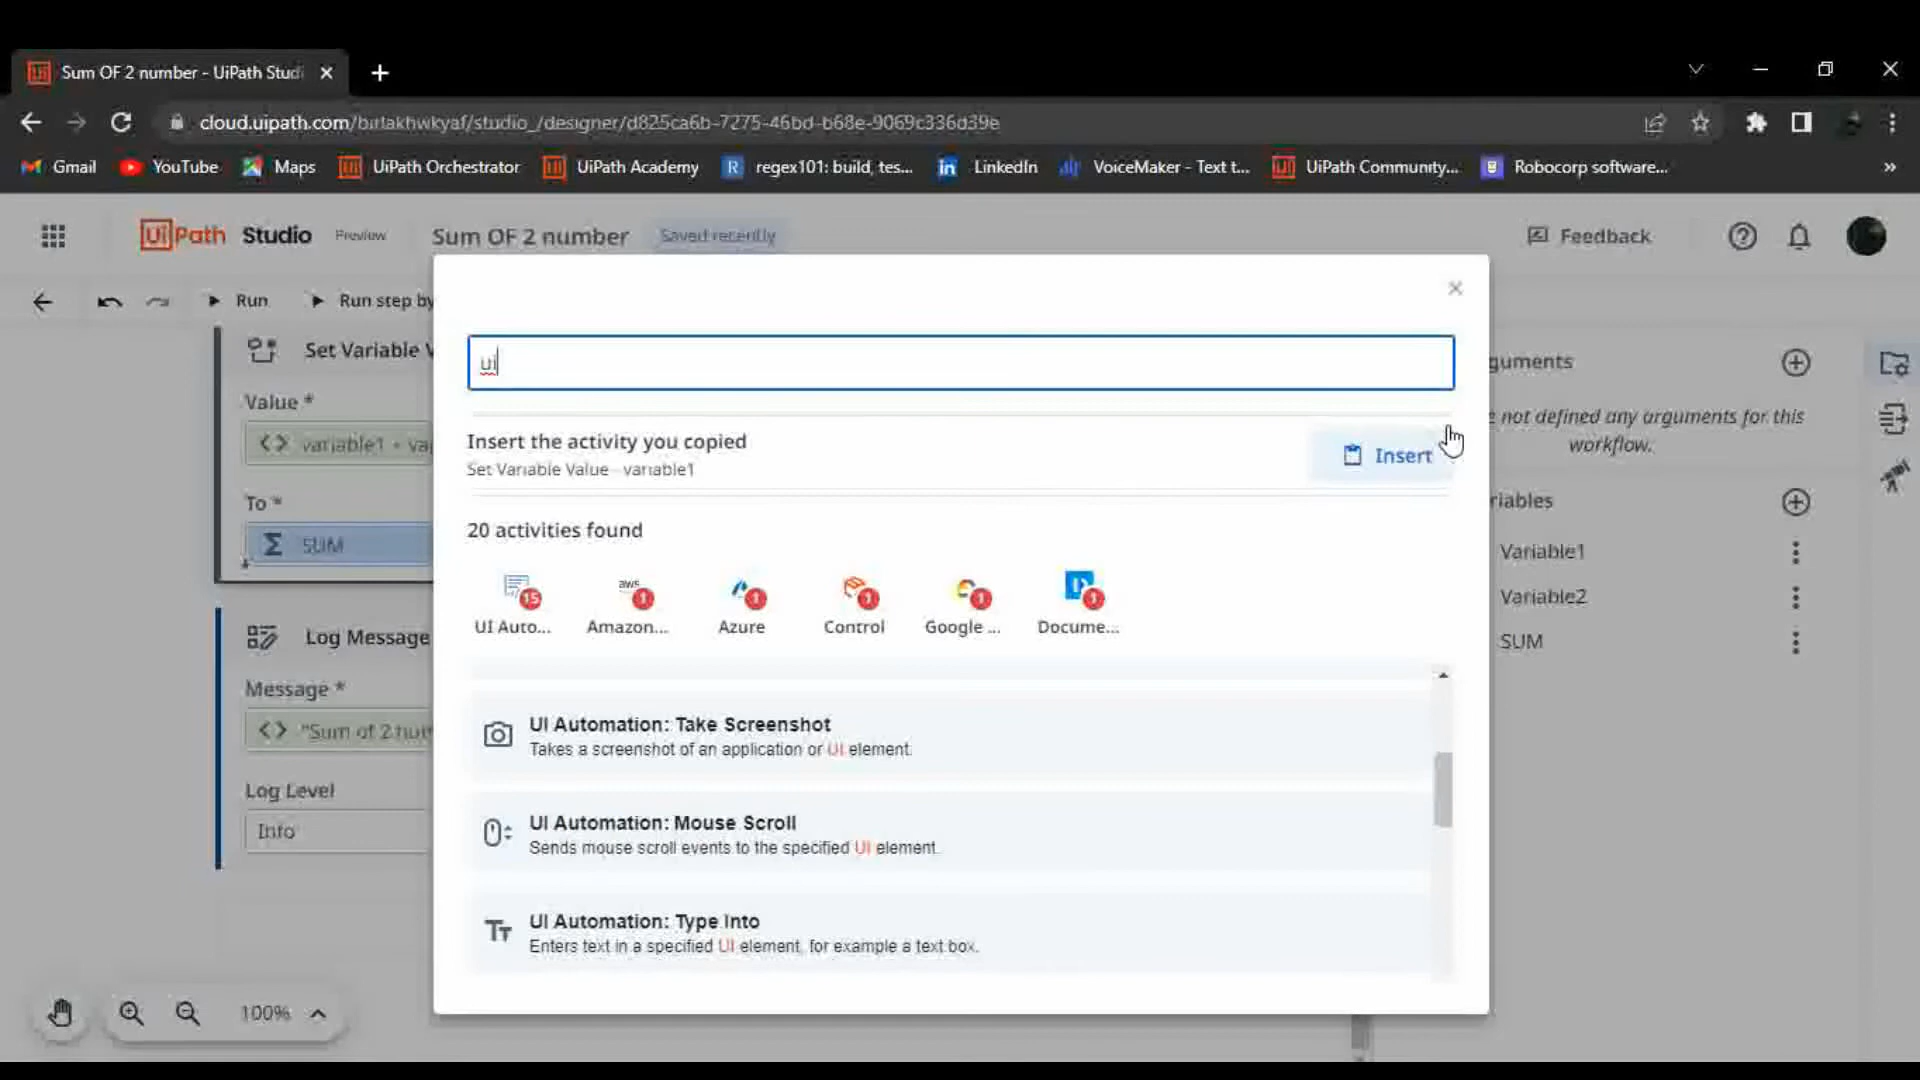 Sum OF 2 number - UiPath Studi
cloud.uipath.com/birlakhwkyaf/studio_/designer/d825ca6b-7275-46bd-b68e-9069c336d39e
Gmail
YouTube
Maps
UiPath Orchestrator
UiPath Academy
R
regex101: build, tes...
in
LinkedIn
VoiceMaker - Text t...
UiPath Community...
Robocorp software...
»
UiPath Studio Preview
Sum OF 2 number
Saved recently
Feedback
Run
Run step by
Set Variable V
Value *
variable1 + va
To *
SUM
Log Message
Message *
"Sum of 2 nu
Log Level
Info
100%
ui
Insert the activity you copied
Set Variable Value - variable1
Insert
20 activities found
15
UI Auto...
aws
1
Amazon...
1
Azure
1
Control
1
Google ...
1
Docume...
UI Automation: Take Screenshot
Takes a screenshot of an application or UI element.
UI Automation: Mouse Scroll
Sends mouse scroll events to the specified UI element.
UI Automation: Type Into
Enters text in a specified UI element, for example a text box.
guments
not defined any arguments for this
workflow.
riables
Variable1
Variable2
SUM